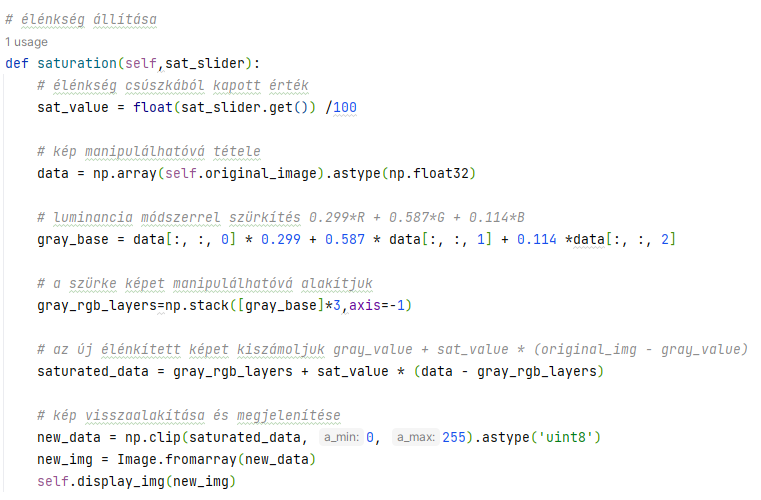 # élénkség állítása
1 usage
def saturation(self,sat_slider):
# élénkség csúszkából kapott érték
sat_value = float(sat_slider.get()) /100
# kép manipulálhatóvá tétele
data = np.array(self.original_image).astype(np.float32)
# luminancia módszerrel szürkítés 0.299*R + 0.587*G + 0.114*B
gray_base = data[:, :, 0] * 0.299 + 0.587 * data[:, :, 1] + 0.114 *data[:, :, 2]
# a szürke képet manipulálhatóvá alakítjuk
gray_rgb_layers=np.stack([gray_base]*3,axis=-1)
# az új élénkített képet kiszámoljuk gray_value + sat_value * (original_img - gray_value)
saturated_data = gray_rgb_layers + sat_value * (data - gray_rgb_layers)
# kép visszaalakítása és megjelenítése
new_data = np.clip(saturated_data, a_min: 0, a_max: 255).astype('uint8')
new_img = Image.fromarray(new_data)
self.display_img(new_img)